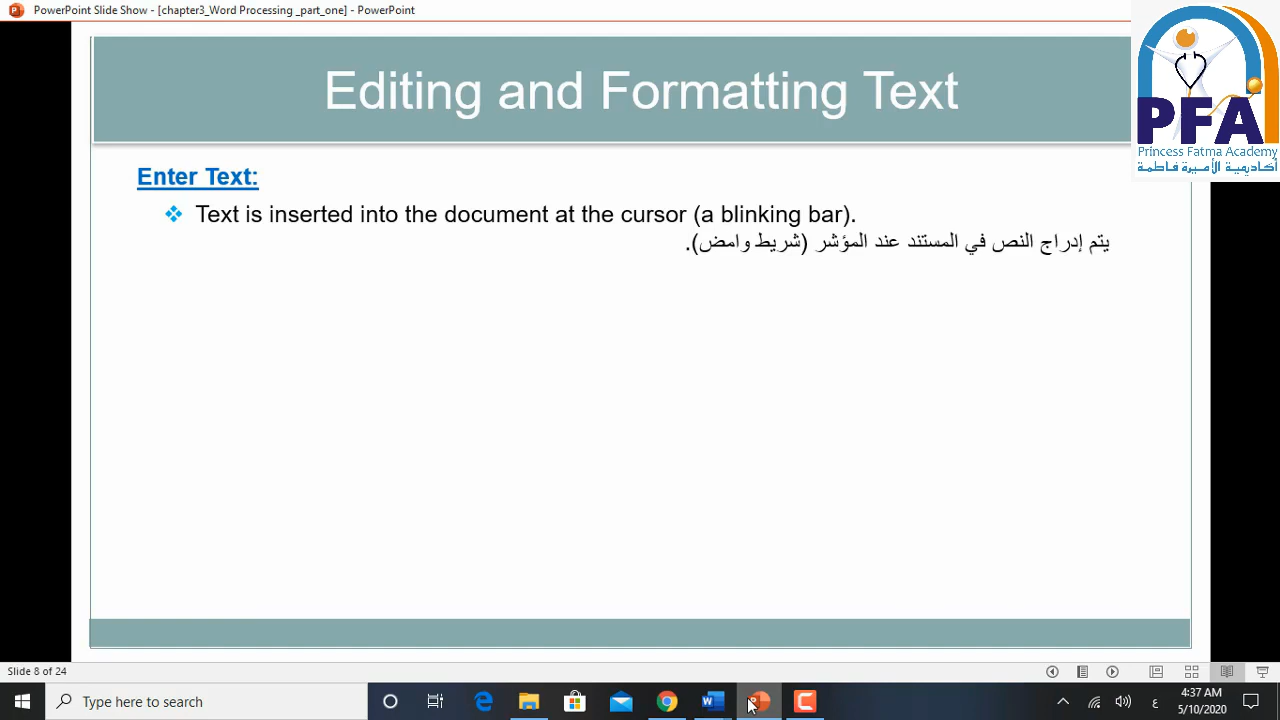 PowerPoint Slide Show - [chapter3_Word Processing _part_one] - PowerPoint
PFA
Princess Fatma Academy
أكاديمية الأميرة فاطمة
Editing and Formatting Text
Enter Text:
Text is inserted into the document at the cursor (a blinking bar).
يتم إدراج النص في المستند عند المؤشر (شريط وامض).
Slide 8 of 24
Type here to search
ع
4:37 AM
5/10/2020